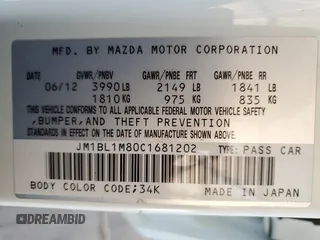 MFD. BY MAZDA MOTOR CORPORATION
GVWR/PNBV GAWR/PNBE FRT GAWR/PNBE RR
06/12 3990 LB 2149 LB 1841 LB
1810 KG 975 KG 835 KG
THIS VEHICLE CONFORMS TO ALL APPLICABLE FEDERAL MOTOR VEHICLE SAFETY,
BUMPER, AND THEFT PREVENTION
STANDARDS IN EFFECT ON THE DATE OF MANUFACTURE SHOWN ABOVE.
JM1BL1M80C1681202 TYPE: PASS CAR
BODY COLOR CODE: 34K MADE IN JAPAN
© DREAMBID